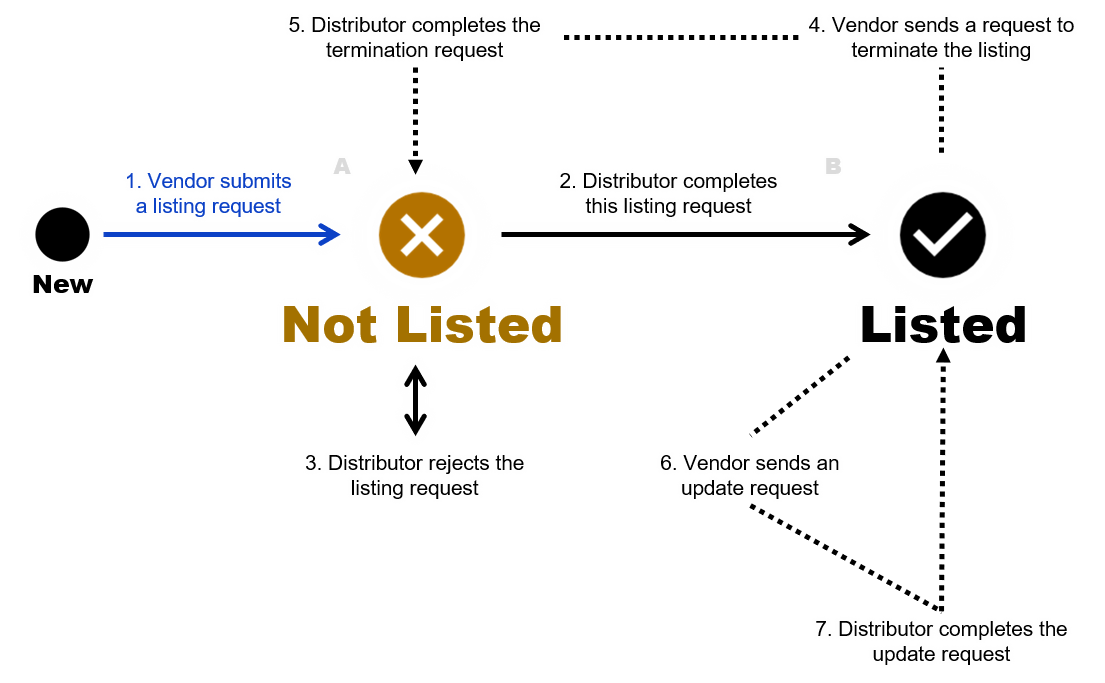 5. Distributor completes the
termination request
4. Vendor sends a request to
terminate the listing
A
B
1. Vendor submits
a listing request
2. Distributor completes
this listing request
New
Not Listed
Listed
3. Distributor rejects the
listing request
6. Vendor sends an
update request
7. Distributor completes the
update request